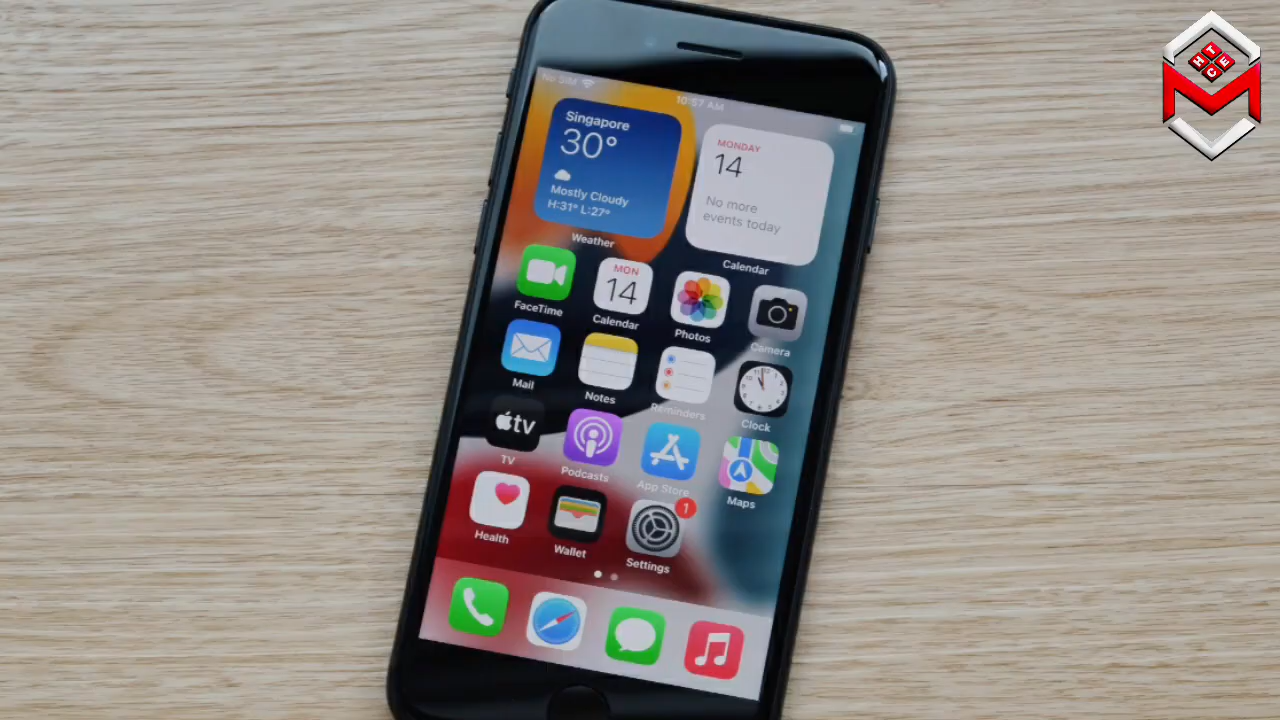 No SIM
10:57 AM
Singapore
30°
Mostly Cloudy
H:31° L:27°
Weather
MONDAY
14
No more
events today
Calendar
FaceTime
MON
14
Calendar
Photos
Camera
Mail
Notes
Reminders
Clock
tv
TV
Podcasts
App Store
Maps
Health
Wallet
1
Settings
M
H T
C E